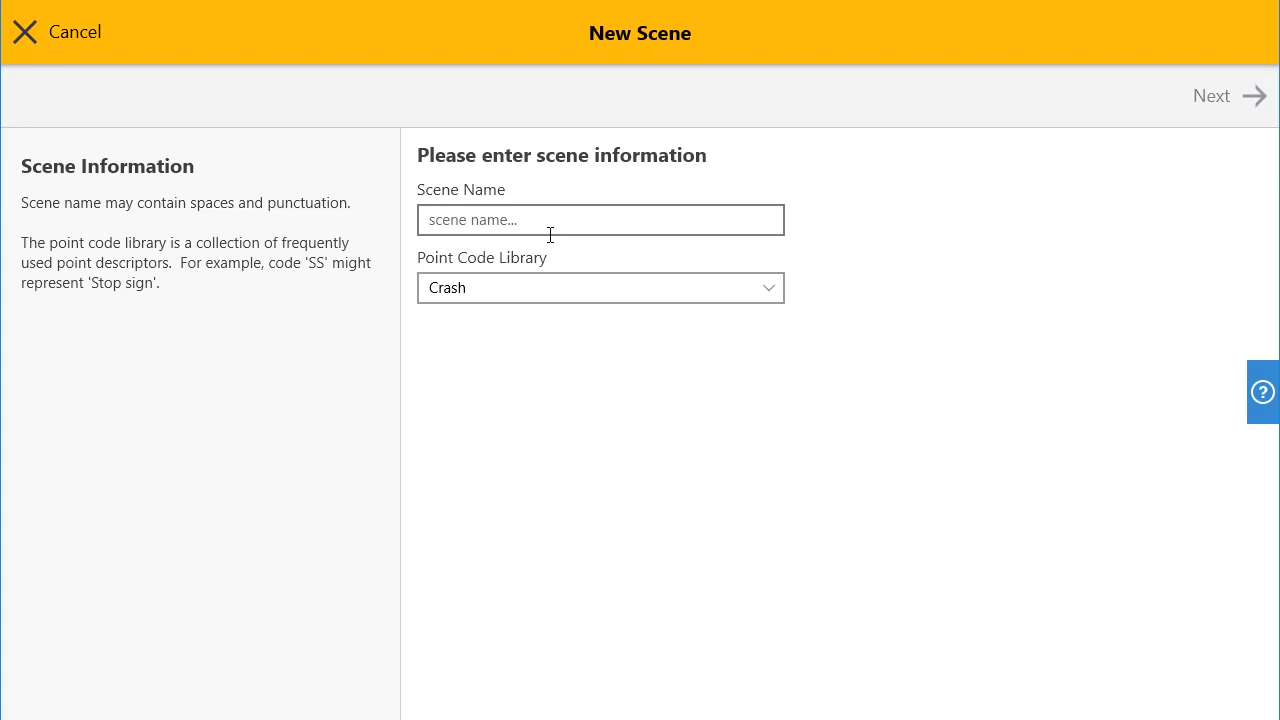 Cancel
New Scene
Next
Scene Information
Scene name may contain spaces and punctuation.
The point code library is a collection of frequently
used point descriptors.  For example, code 'SS' might
represent 'Stop sign'.
Please enter scene information
Scene Name
scene name...
Point Code Library
Crash
?